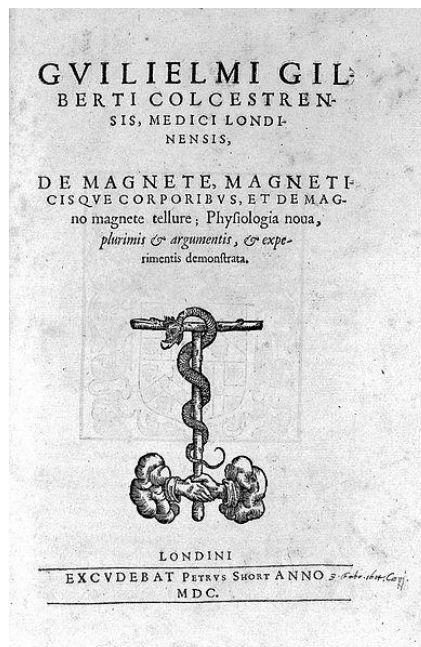 GVILIELMI GIL-
BERTI COLCESTREN-
SIS, MEDICI LONDI-
NENSIS,
DE MAGNETE, MAGNETI-
CISQVE CORPORIBVS, ET DE MAG-
no magnete tellure; Phyſiologia noua,
plurimis & argumentis, & expe-
rimentis demonſtrata.
LONDINI
EXCVDEBAT PETRVS SHORT ANNO
MDC.